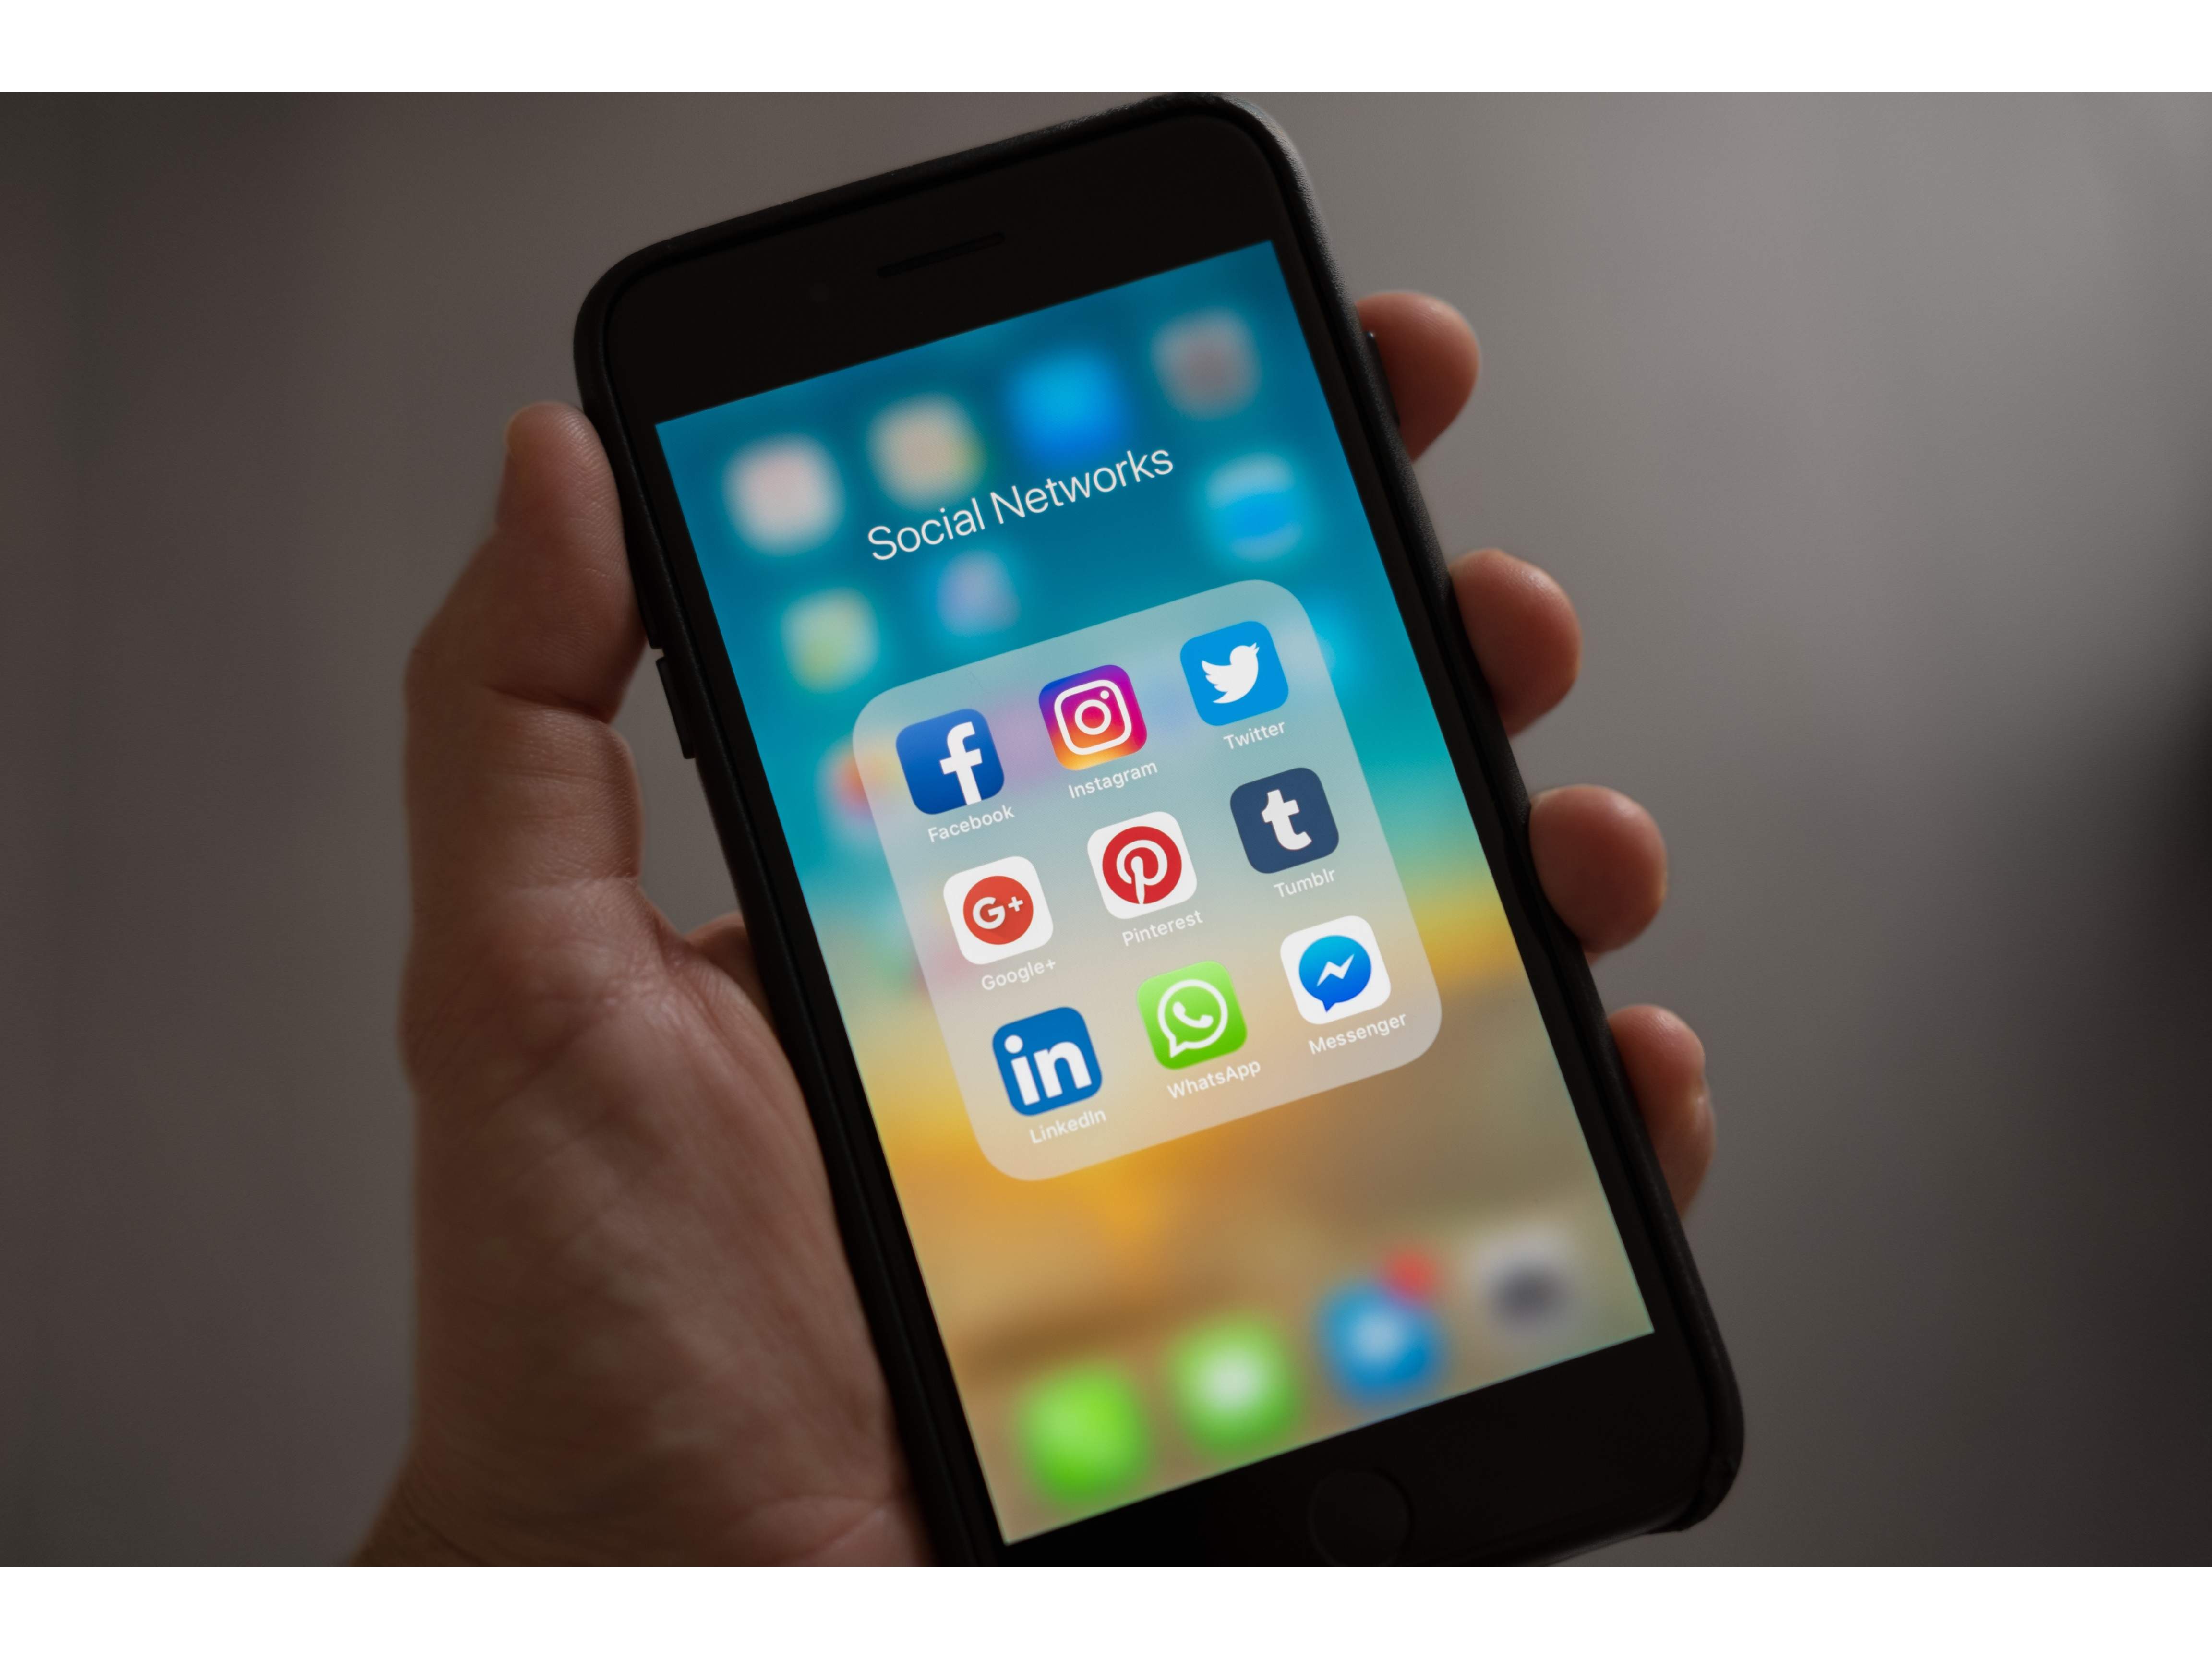 Social Networks
Facebook
Instagram
Twitter
G+
Google+
Pinterest
t
Tumblr
in
LinkedIn
WhatsApp
Messenger